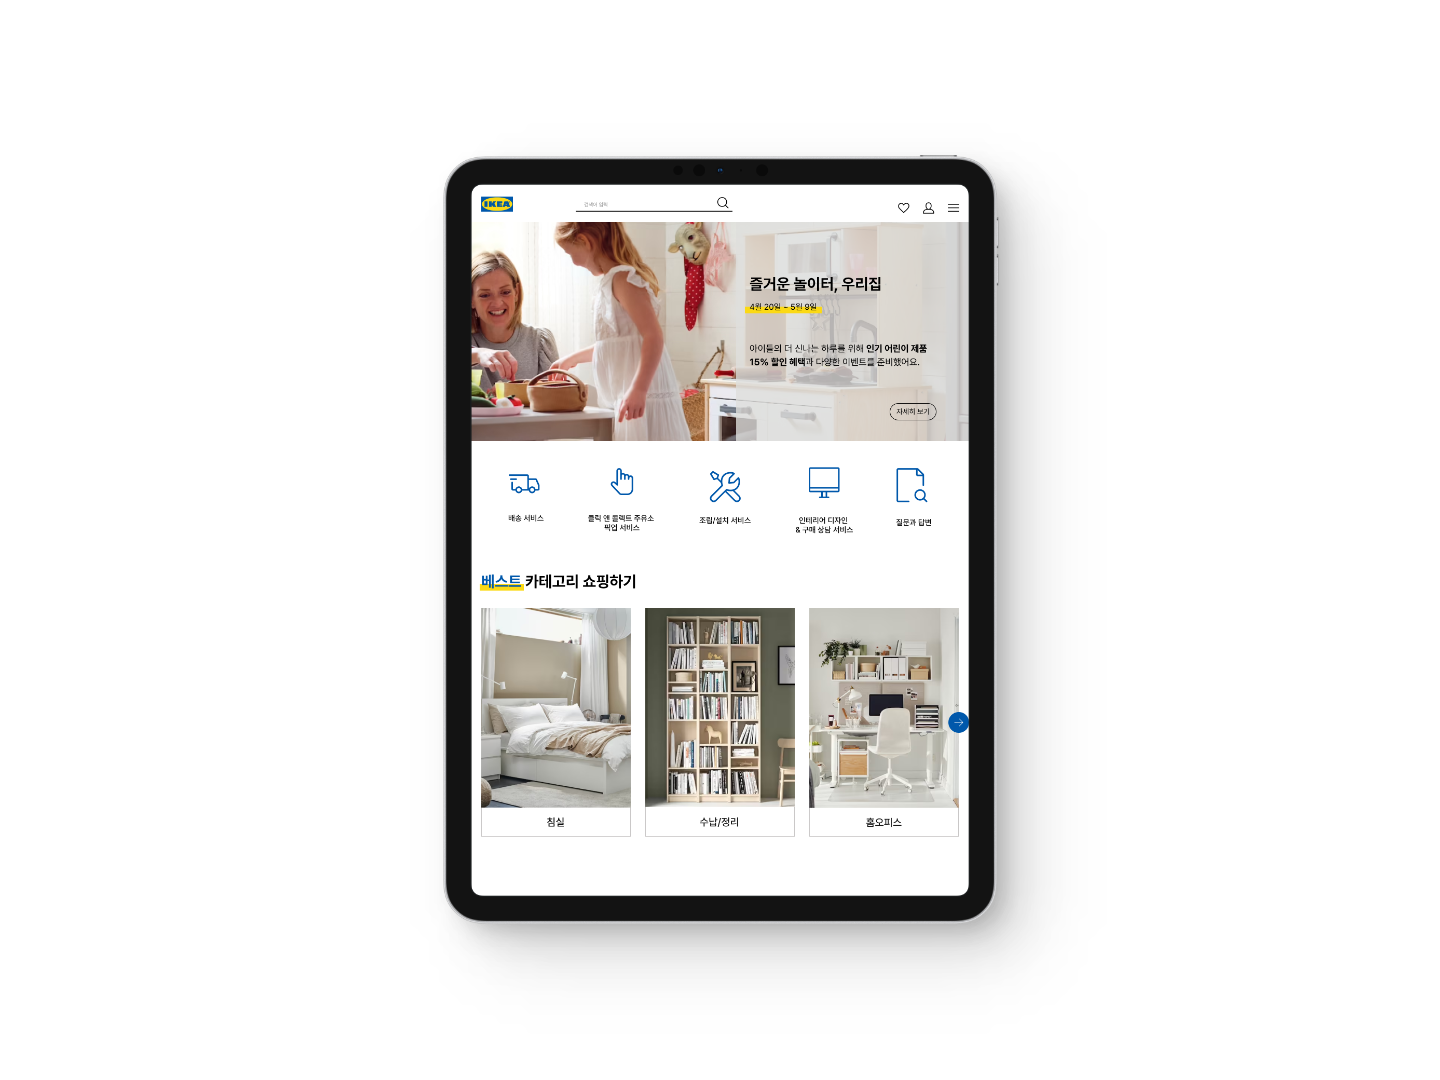 IKEA
검색어 입력
즐거운 놀이터, 우리집
4월 20일 ~ 5월 9일
아이들의 더 신나는 하루를 위해 인기 어린이 제품
15% 할인 혜택과 다양한 이벤트를 준비했어요.
자세히 보기
배송 서비스
클릭 앤 콜렉트 주유소
픽업 서비스
조립/설치 서비스
인테리어 디자인
& 구매 상담 서비스
질문과 답변
베스트 카테고리 쇼핑하기
침실
수납/정리
홈오피스